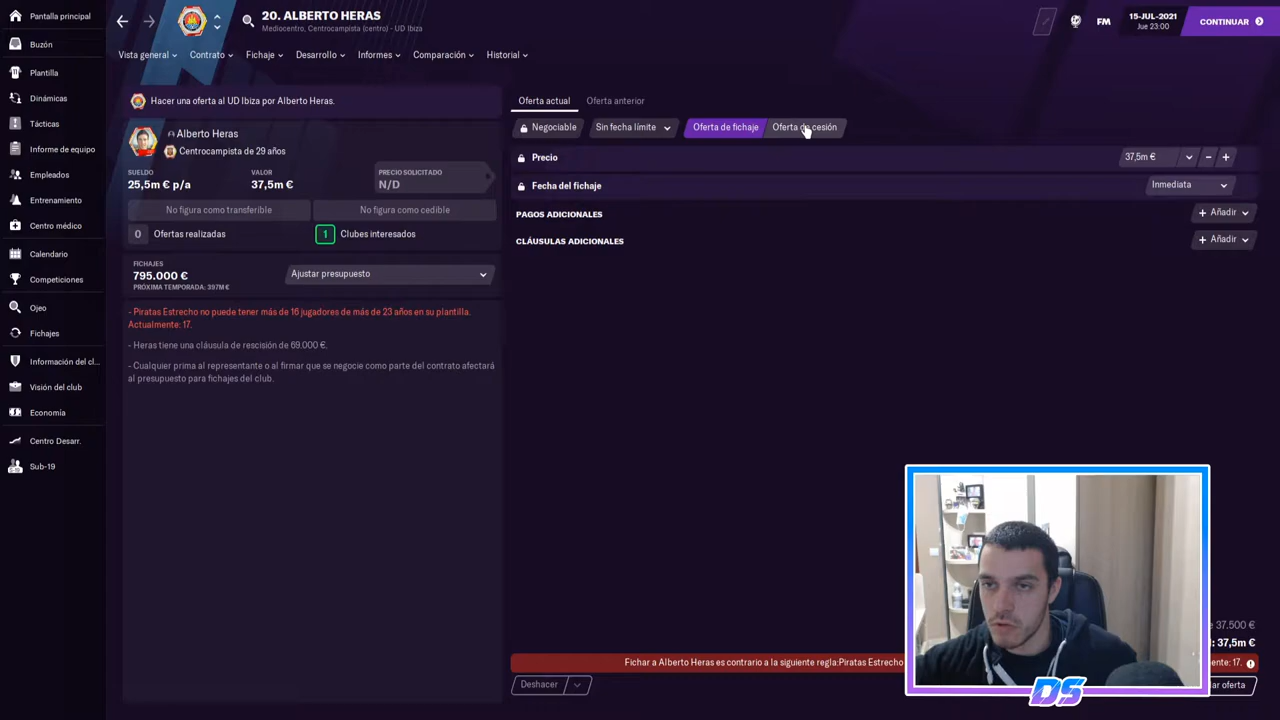 Pantalla principal
20. ALBERTO HERAS
Mediocentro, Centrocampista (centro) - UD Ibiza
FM
15-JUL-2021
Jue 23:00
CONTINUAR
Buzón
Plantilla
Dinámicas
Tácticas
Informe de equipo
Empleados
Entrenamiento
Centro médico
Calendario
Competiciones
Ojeo
Fichajes
Información del cl...
Visión del club
Economía
Centro Desarr.
Sub-19
Vista general
Contrato
Fichaje
Desarrollo
Informes
Comparación
Historial
Hacer una oferta al UD Ibiza por Alberto Heras.
Alberto Heras
Centrocampista de 29 años
SUELDO
25,5m € p/a
VALOR
37,5m €
PRECIO SOLICITADO
N/D
No figura como transferible
No figura como cedible
0 Ofertas realizadas
1 Clubes interesados
FICHAJES
795.000 €
PRÓXIMA TEMPORADA: 397M €
Ajustar presupuesto
- Piratas Estrecho no puede tener más de 16 jugadores de más de 23 años en su plantilla.
Actualmente: 17.
- Heras tiene una cláusula de rescisión de 69.000 €.
- Cualquier prima al representante o al firmar que se negocie como parte del contrato afectará
al presupuesto para fichajes del club.
Oferta actual
Oferta anterior
Negociable
Sin fecha límite
Oferta de fichaje
Oferta de cesión
Precio
37,5m €
Fecha del fichaje
Inmediata
PAGOS ADICIONALES
Añadir
CLÁUSULAS ADICIONALES
Añadir
37.500 €
: 37,5m €
Fichar a Alberto Heras es contrario a la siguiente regla:Piratas Estrecho
ente: 17.
Deshacer
ar oferta
DS